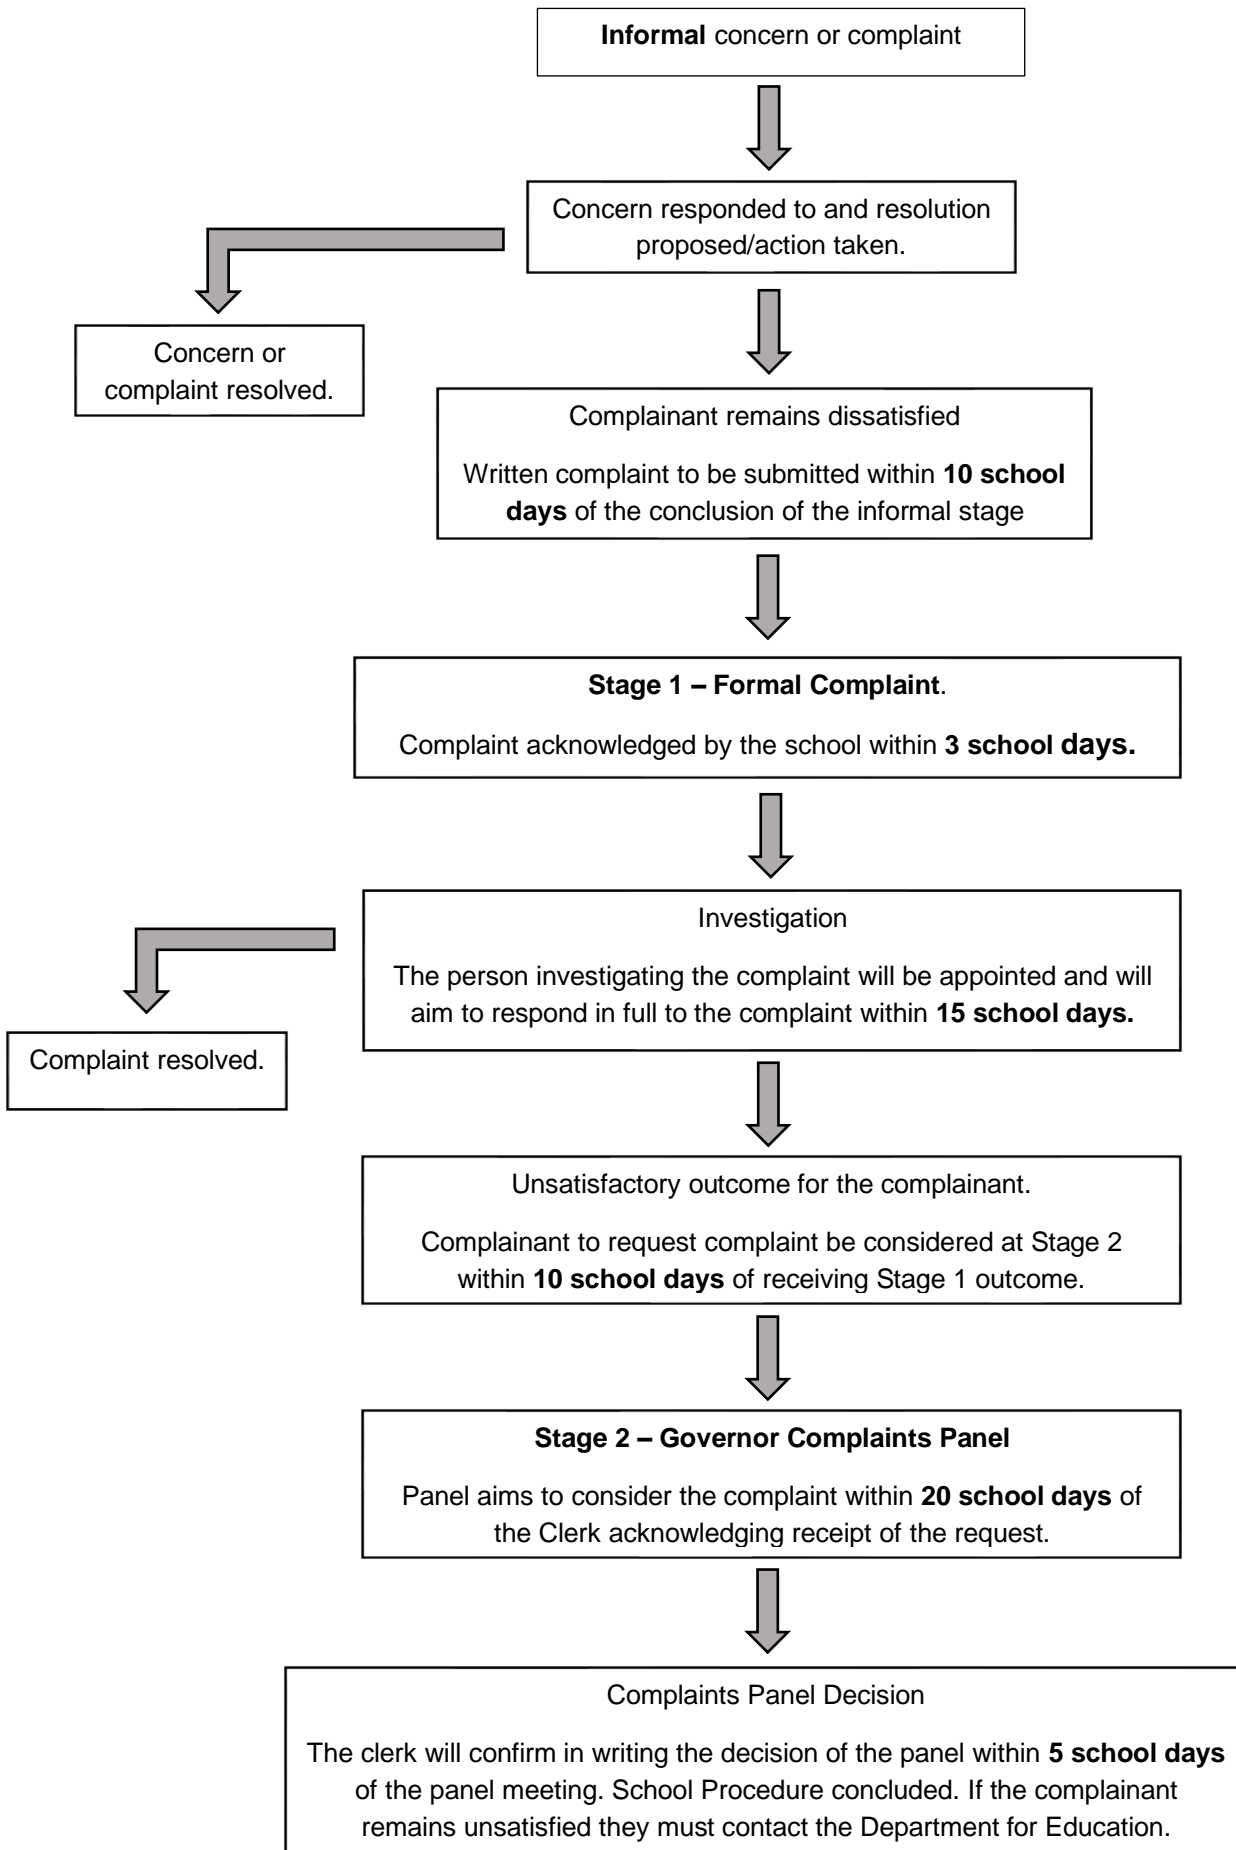 Informal concern or complaint
Concern responded to and resolution
proposed/action taken.
Concern or
complaint resolved.
Complainant remains dissatisfied
Written complaint to be submitted within 10 school
days of the conclusion of the informal stage
Stage 1 – Formal Complaint.
Complaint acknowledged by the school within 3 school days.
Investigation
The person investigating the complaint will be appointed and will
aim to respond in full to the complaint within 15 school days.
Complaint resolved.
Unsatisfactory outcome for the complainant.
Complainant to request complaint be considered at Stage 2
within 10 school days of receiving Stage 1 outcome.
Stage 2 – Governor Complaints Panel
Panel aims to consider the complaint within 20 school days of
the Clerk acknowledging receipt of the request.
Complaints Panel Decision
The clerk will confirm in writing the decision of the panel within 5 school days
of the panel meeting. School Procedure concluded. If the complainant
remains unsatisfied they must contact the Department for Education.